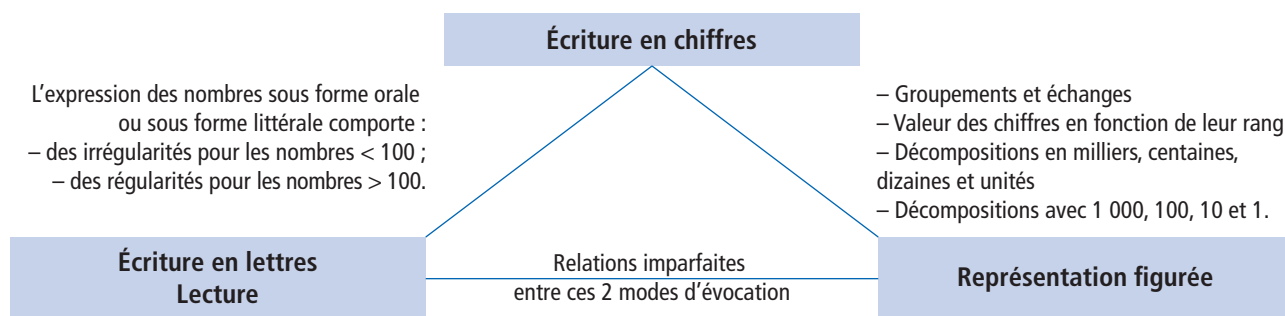 Écriture en chiffres
L'expression des nombres sous forme orale
ou sous forme littérale comporte :
– des irrégularités pour les nombres < 100 ;
– des régularités pour les nombres > 100.
– Groupements et échanges
– Valeur des chiffres en fonction de leur rang
– Décompositions en milliers, centaines,
dizaines et unités
– Décompositions avec 1 000, 100, 10 et 1.
Écriture en lettres
Lecture
Relations imparfaites
entre ces 2 modes d'évocation
Représentation figurée